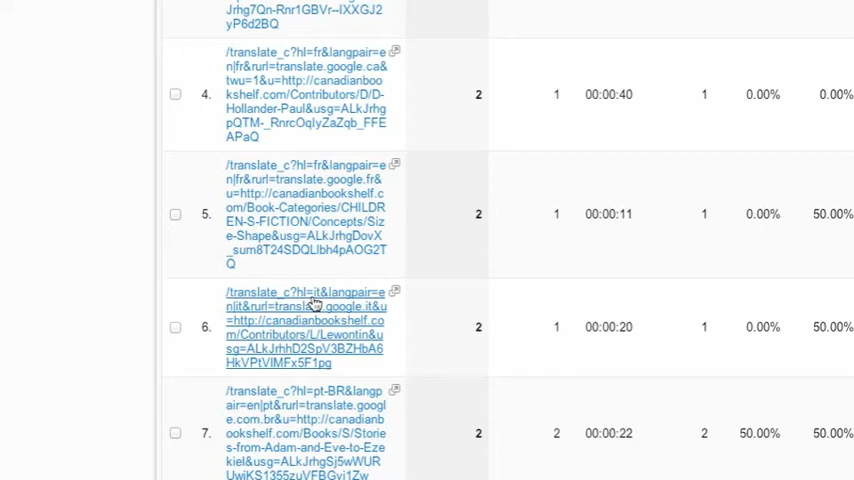 Jrhg7Qn-Rnr1GBVr--IXXGJ2
yP6d2BQ
4.
/translate_c?hl=fr&langpair=e
n|fr&rurl=translate.google.ca&
twu=1&u=http://canadianboo
kshelf.com/Contributors/D/D-
Hollander-Paul&usg=ALkJrhg
pQTM-_RnrcOqIyZaZqb_FFE
APaQ
2
1
00:00:40
1
0.00%
0.00%
5.
/translate_c?hl=fr&langpair=e
n|fr&rurl=translate.google.fr&
u=http://canadianbookshelf.c
om/Book-Categories/CHILDR
EN-S-FICTION/Concepts/Siz
e-Shape&usg=ALkJrhgDovX
_sum8T24SDQLlbh4pAOG2T
Q
2
1
00:00:11
1
0.00%
50.00%
6.
/translate_c?hl=it&langpair=e
n|it&rurl=translate.google.it&u
=http://canadianbookshelf.co
m/Contributors/L/Lewontin&u
sg=ALkJrhhD2SpV3BZHbA6
HkVPtVIMFx5F1pg
2
1
00:00:20
1
0.00%
50.00%
7.
/translate_c?hl=pt-BR&langp
air=en|pt&rurl=translate.googl
e.com.br&u=http://canadianb
ookshelf.com/Books/S/Storie
s-from-Adam-and-Eve-to-Eze
kiel&usg=ALkJrhgSj5wWUR
UwiKS1355zuVFBGyj1Zw
2
2
00:00:22
2
50.00%
50.00%